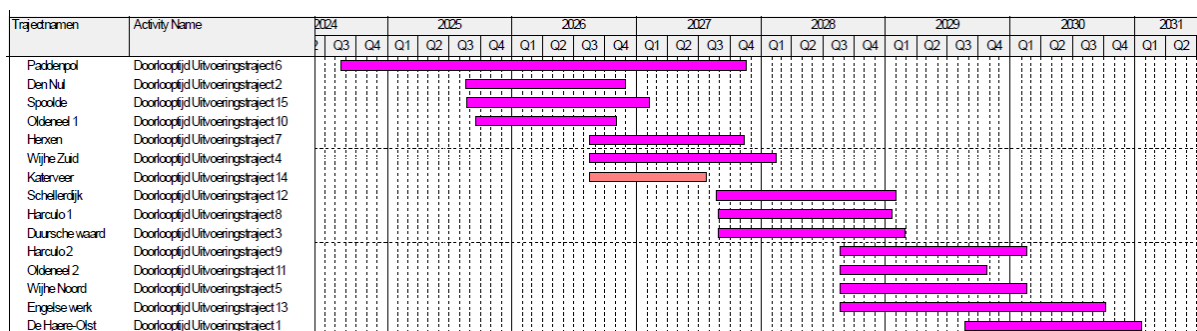 Trajectnamen Activity Name 2024 2025 2026 2027 2028 2029 2030 2031
2 Q3 Q4 Q1 Q2 Q3 Q4 Q1 Q2 Q3 Q4 Q1 Q2 Q3 Q4 Q1 Q2 Q3 Q4 Q1 Q2 Q3 Q4 Q1 Q2 Q3 Q4 Q1 Q2
Paddenpol Doorlooptijd Uitvoeringstraject 6
Den Nul Doorlooptijd Uitvoeringstraject 2
Spoolde Doorlooptijd Uitvoeringstraject 15
Oldeneel 1 Doorlooptijd Uitvoeringstraject 10
Herxen Doorlooptijd Uitvoeringstraject 7
Wijhe Zuid Doorlooptijd Uitvoeringstraject 4
Katerveer Doorlooptijd Uitvoeringstraject 14
Schellerdijk Doorlooptijd Uitvoeringstraject 12
Harculo 1 Doorlooptijd Uitvoeringstraject 8
Duursche waard Doorlooptijd Uitvoeringstraject 3
Harculo 2 Doorlooptijd Uitvoeringstraject 9
Oldeneel 2 Doorlooptijd Uitvoeringstraject 11
Wijhe Noord Doorlooptijd Uitvoeringstraject 5
Engelse werk Doorlooptijd Uitvoeringstraject 13
De Haere-Olst Doorlooptijd Uitvoeringstraject 1